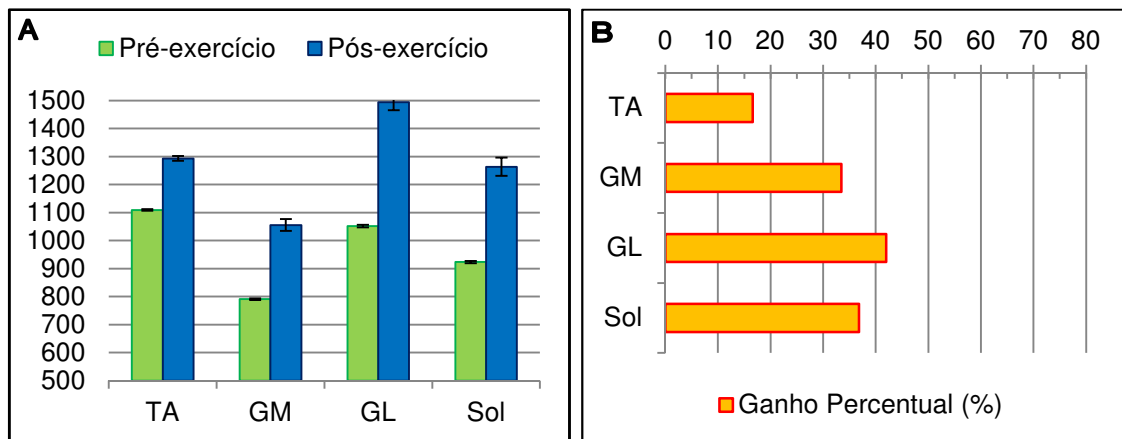 A
Pré-exercício Pós-exercício
1500
1400
1300
1200
1100
1000
900
800
700
600
500
TA GM GL Sol
B
0 10 20 30 40 50 60 70 80
TA
GM
GL
Sol
Ganho Percentual (%)